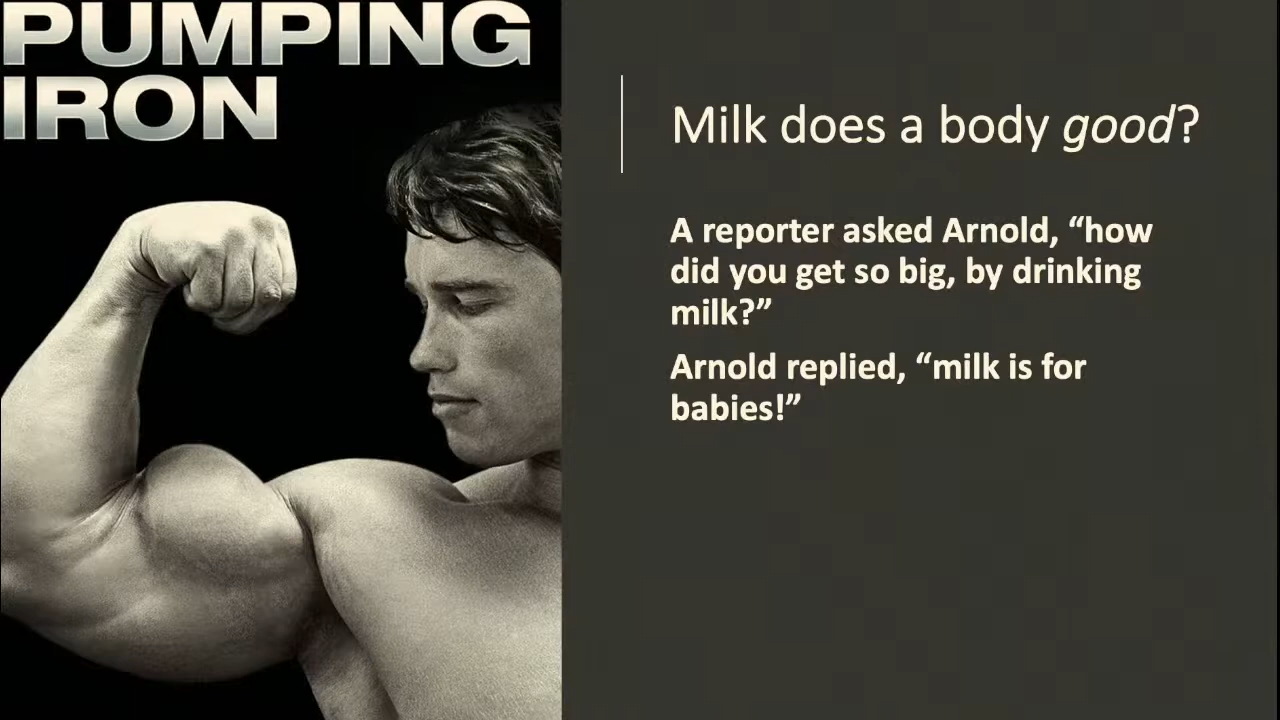 PUMPING
IRON
Milk does a body good?
A reporter asked Arnold, “how
did you get so big, by drinking
milk?”
Arnold replied, “milk is for
babies!”